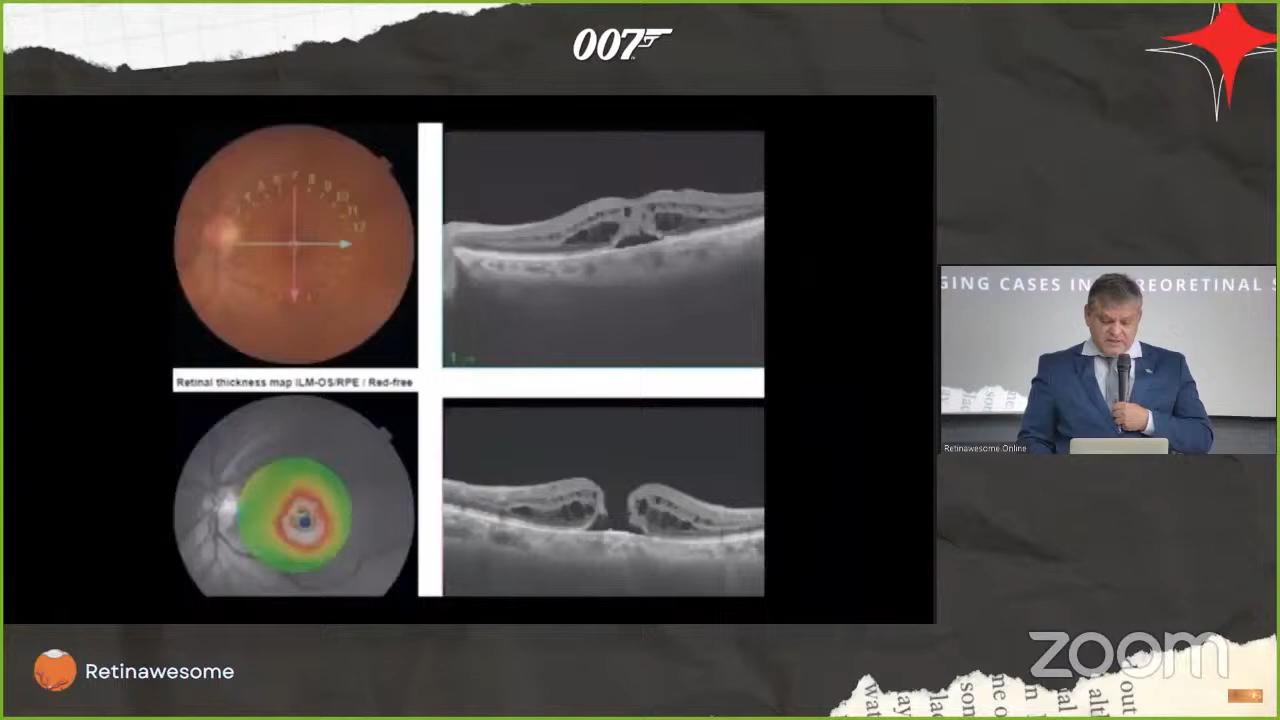 007
GING CASES IN
REORETINAL S
Retinawesome.Online
Retinal thickness map ILM-OS/RPE / Red-free
Retinawesome
zoom